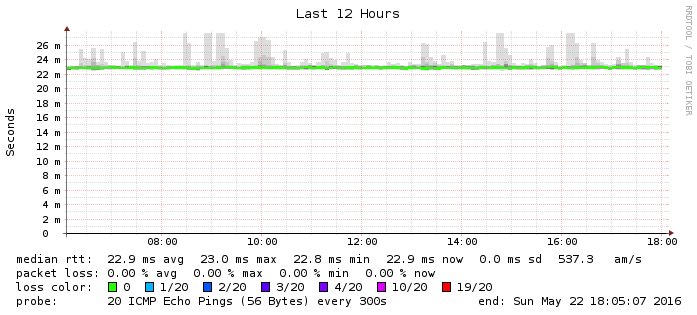 Last 12 Hours
RRDTOOL / TOBI OETIKER
Seconds
26 m
24 m
22 m
20 m
18 m
16 m
14 m
12 m
10 m
8 m
6 m
4 m
2 m
0
08:00 10:00 12:00 14:00 16:00 18:00
median rtt: 22.9 ms avg 23.0 ms max 22.8 ms min 22.9 ms now 0.0 ms sd 537.3 am/s
packet loss: 0.00 % avg 0.00 % max 0.00 % min 0.00 % now
loss color: 0 1/20 2/20 3/20 4/20 10/20 19/20
probe: 20 ICMP Echo Pings (56 Bytes) every 300s end: Sun May 22 18:05:07 2016